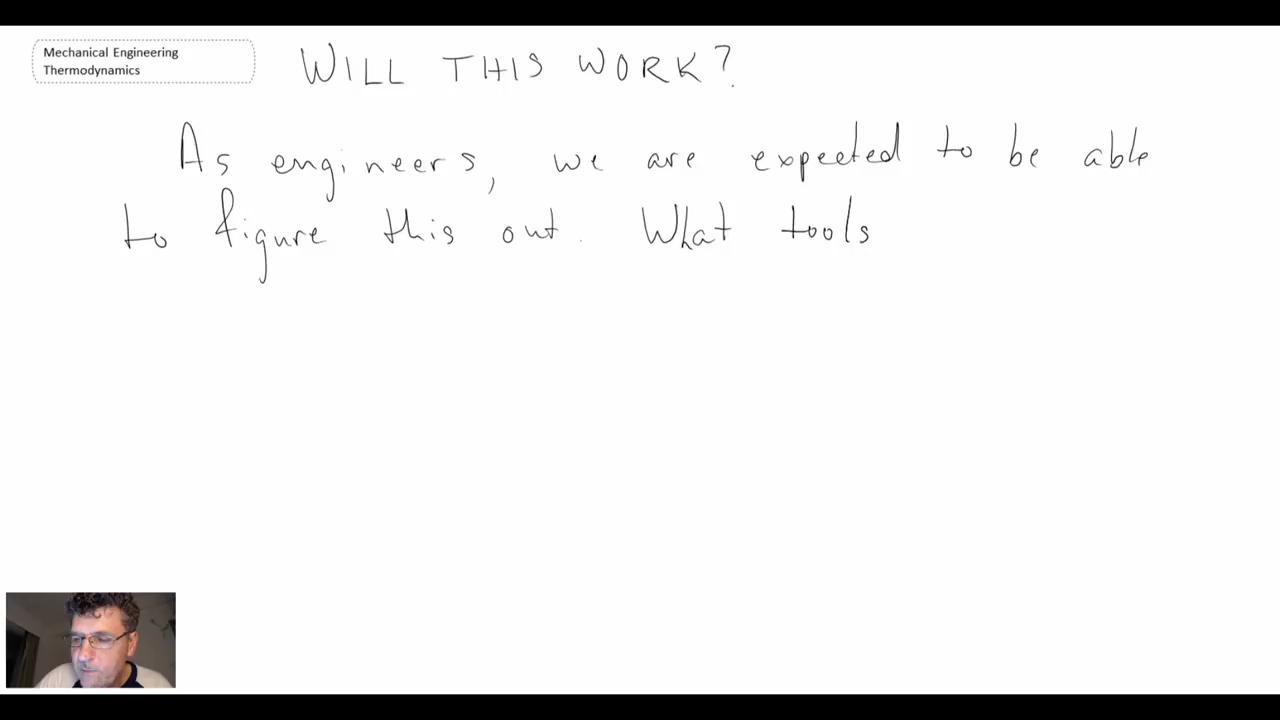 Mechanical Engineering
Thermodynamics
WILL THIS WORK?
As engineers, we are expected to be able
to figure this out. What tools